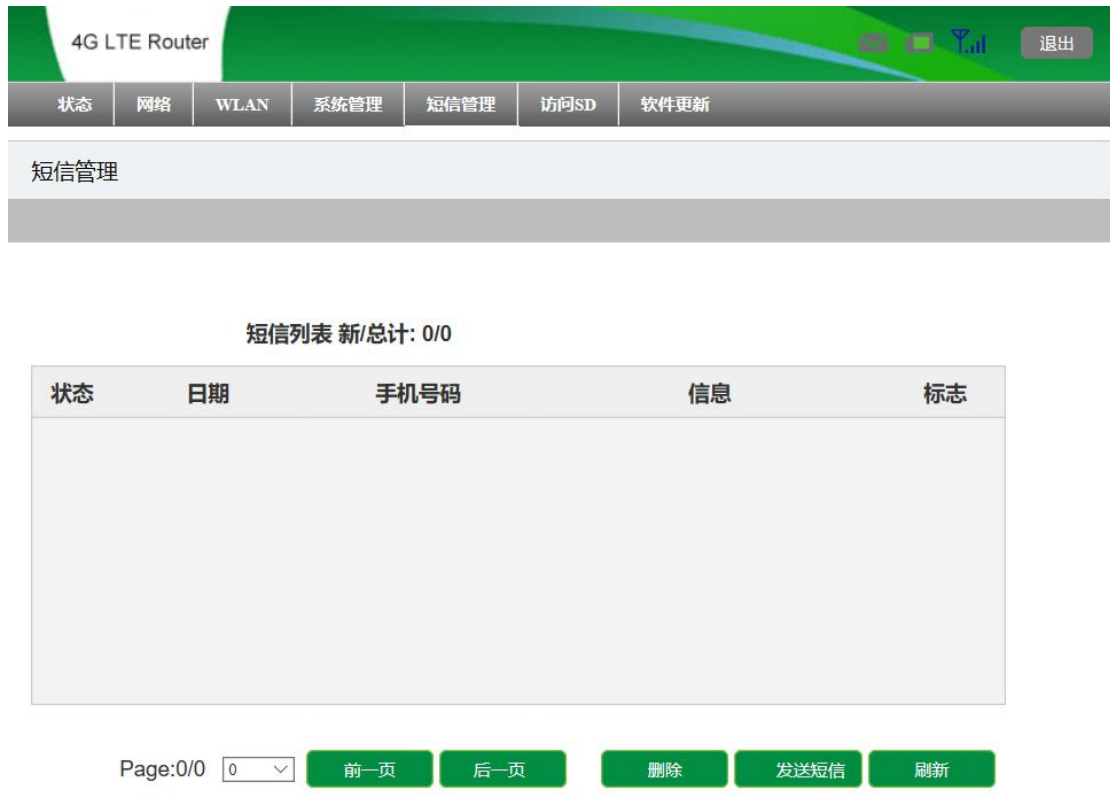 4G LTE Router
退出
状态 网络 WLAN 系统管理 短信管理 访问SD 软件更新
短信管理
短信列表 新/总计: 0/0
状态 日期 手机号码 信息 标志
Page:0/0 0 前一页 后一页 删除 发送短信 刷新